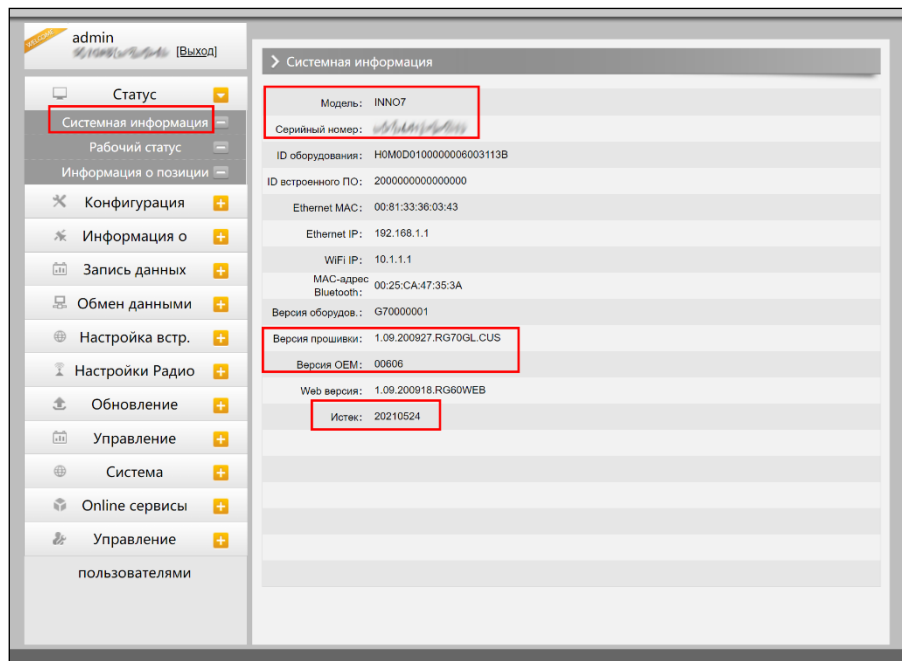 WELCOME
admin
[Выход]
Статус
Системная информация
Рабочий статус
Информация о позиции
Конфигурация
Информация о
Запись данных
Обмен данными
Настройка встр.
Настройки Радио
Обновление
Управление
Система
Online сервисы
Управление
пользователями
Системная информация
Модель: INNO7
Серийный номер:
ID оборудования: H0M0D0100000006003113B
ID встроенного ПО: 2000000000000000
Ethernet MAC: 00:81:33:36:03:43
Ethernet IP: 192.168.1.1
WiFi IP: 10.1.1.1
MAC-адрес
Bluetooth: 00:25:CA:47:35:3A
Версия оборудов.: G70000001
Версия прошивки: 1.09.200927.RG70GL.CUS
Версия OEM: 00606
Web версия: 1.09.200918.RG60WEB
Истек: 20210524